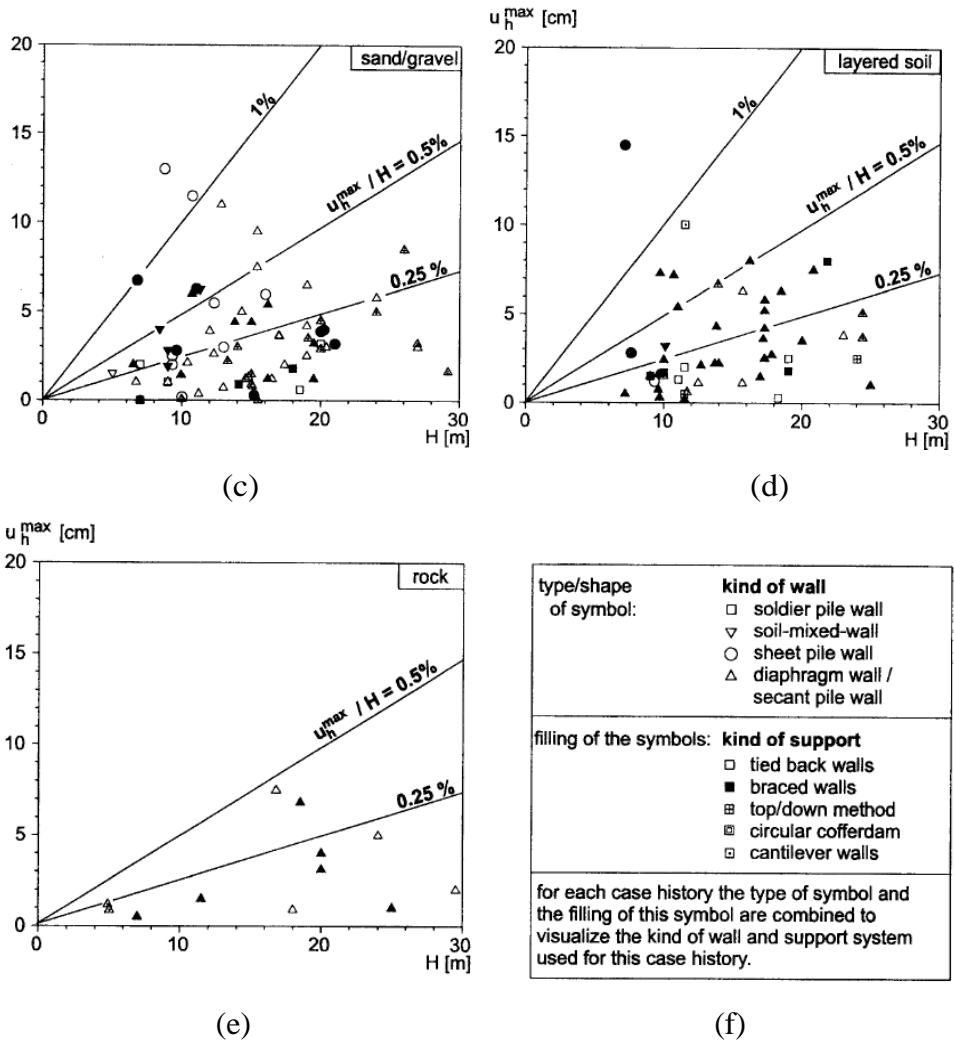 u h max [cm]
20
15
10
5
0
sand/gravel
1%
u h max / H = 0.5%
0.25 %
0
10
20
30
H [m]
(c)
20
15
10
5
0
layered soil
1%
u h max / H = 0.5%
0.25 %
0
10
20
30
H [m]
(d)
u h max [cm]
20
15
10
5
0
rock
u h max / H = 0.5%
0.25 %
0
10
20
30
H [m]
(e)
type/shape
of symbol:
kind of wall
soldier pile wall
soil-mixed-wall
sheet pile wall
diaphragm wall /
secant pile wall
filling of the symbols: kind of support
tied back walls
braced walls
top/down method
circular cofferdam
cantilever walls
for each case history the type of symbol and
the filling of this symbol are combined to
visualize the kind of wall and support system
used for this case history.
(f)